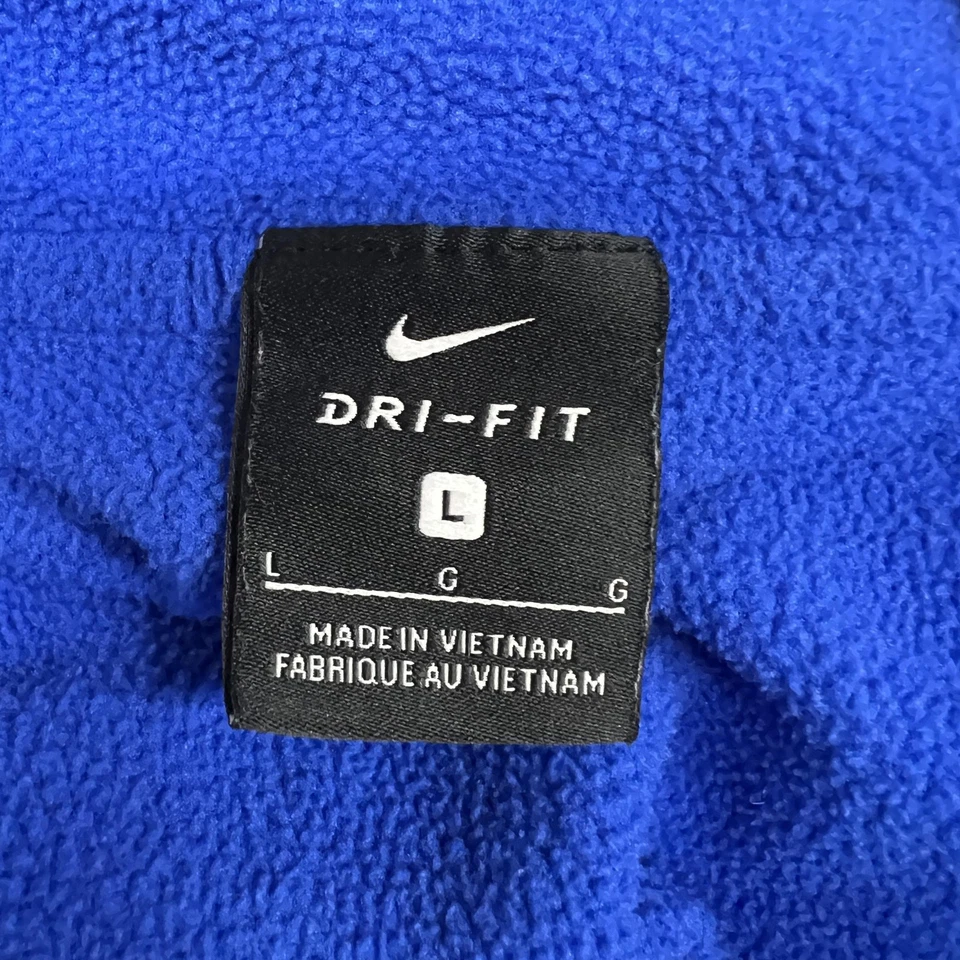 DRI-FIT
L
L G G
MADE IN VIETNAM
FABRIQUE AU VIETNAM